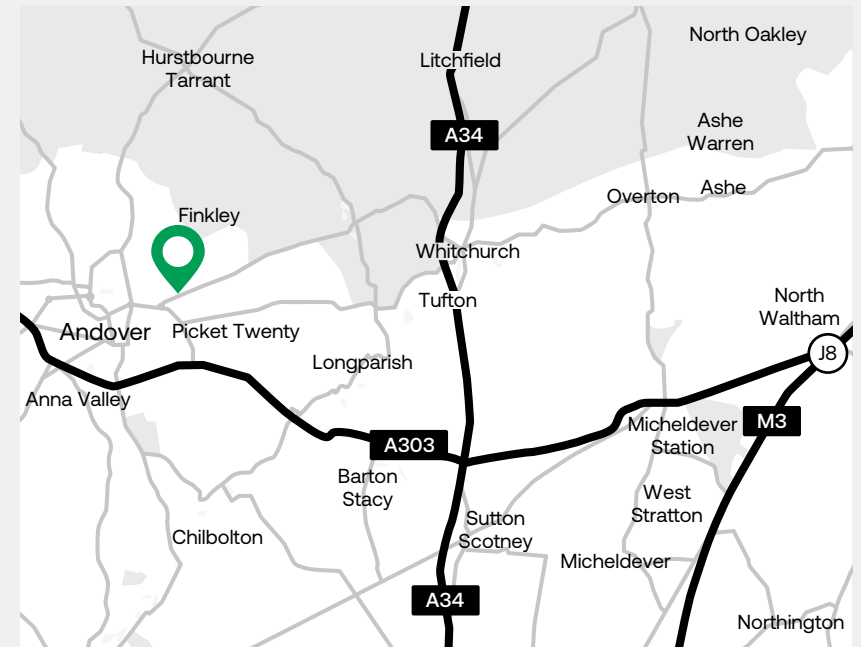 North Oakley
Hurstbourne
Tarrant
Litchfield
A34
Ashe
Warren
Overton
Ashe
Finkley
Whitchurch
Tufton
North
Waltham
Andover
Picket Twenty
J8
Longparish
Anna Valley
A303
Micheldever
Station
M3
Barton
Stacy
West
Stratton
Sutton
Scotney
Chilbolton
Micheldever
A34
Northington